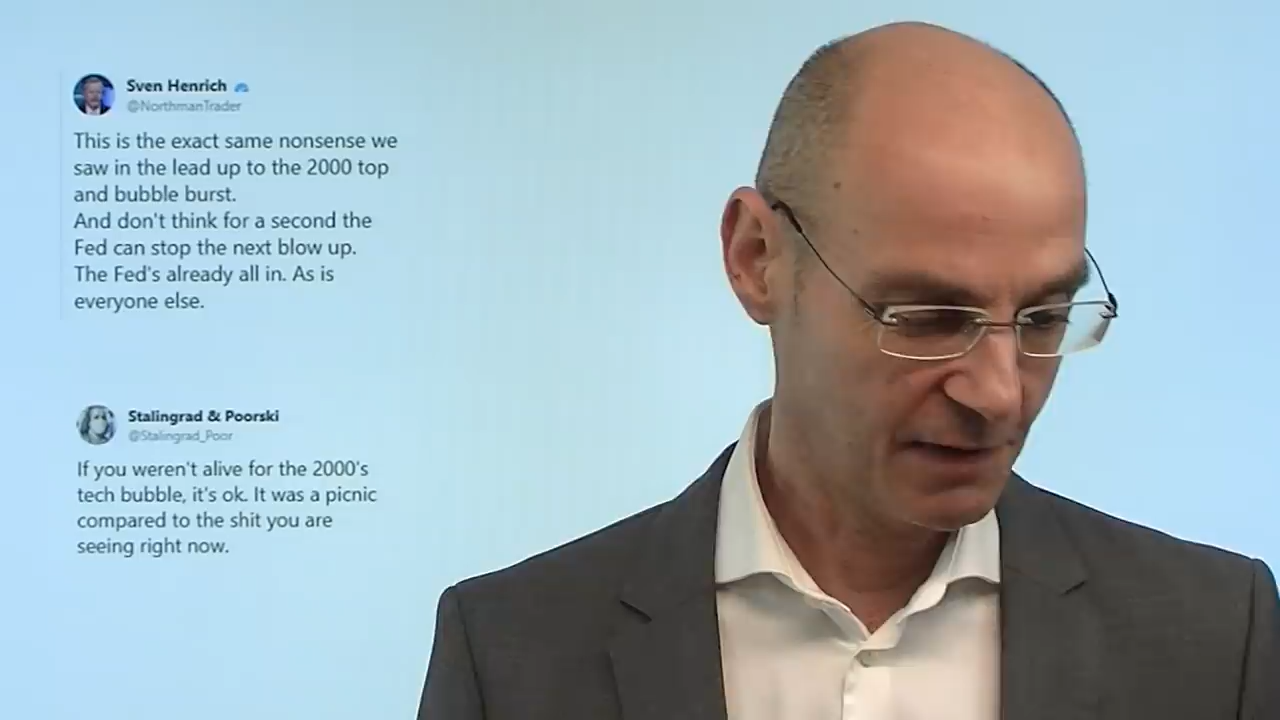 Sven Henrich
@NorthmanTrader
This is the exact same nonsense we
saw in the lead up to the 2000 top
and bubble burst.
And don't think for a second the
Fed can stop the next blow up.
The Fed's already all in. As is
everyone else.
Stalingrad & Poorski
@Stalingrad_Poor
If you weren't alive for the 2000's
tech bubble, it's ok. It was a picnic
compared to the shit you are
seeing right now.